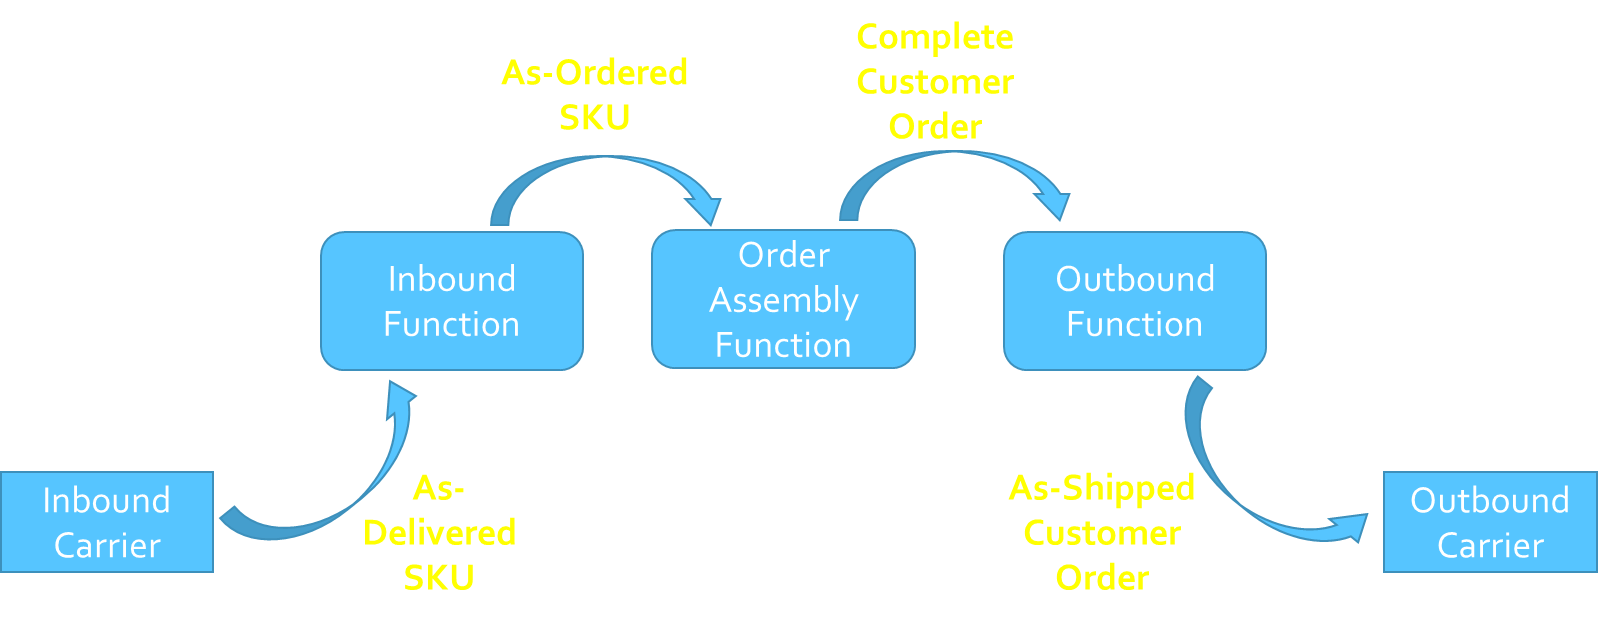 Complete
Customer
Order
As-Ordered
SKU
Inbound
Function
Order
Assembly
Function
Outbound
Function
Inbound
Carrier
As-
Delivered
SKU
As-Shipped
Customer
Order
Outbound
Carrier